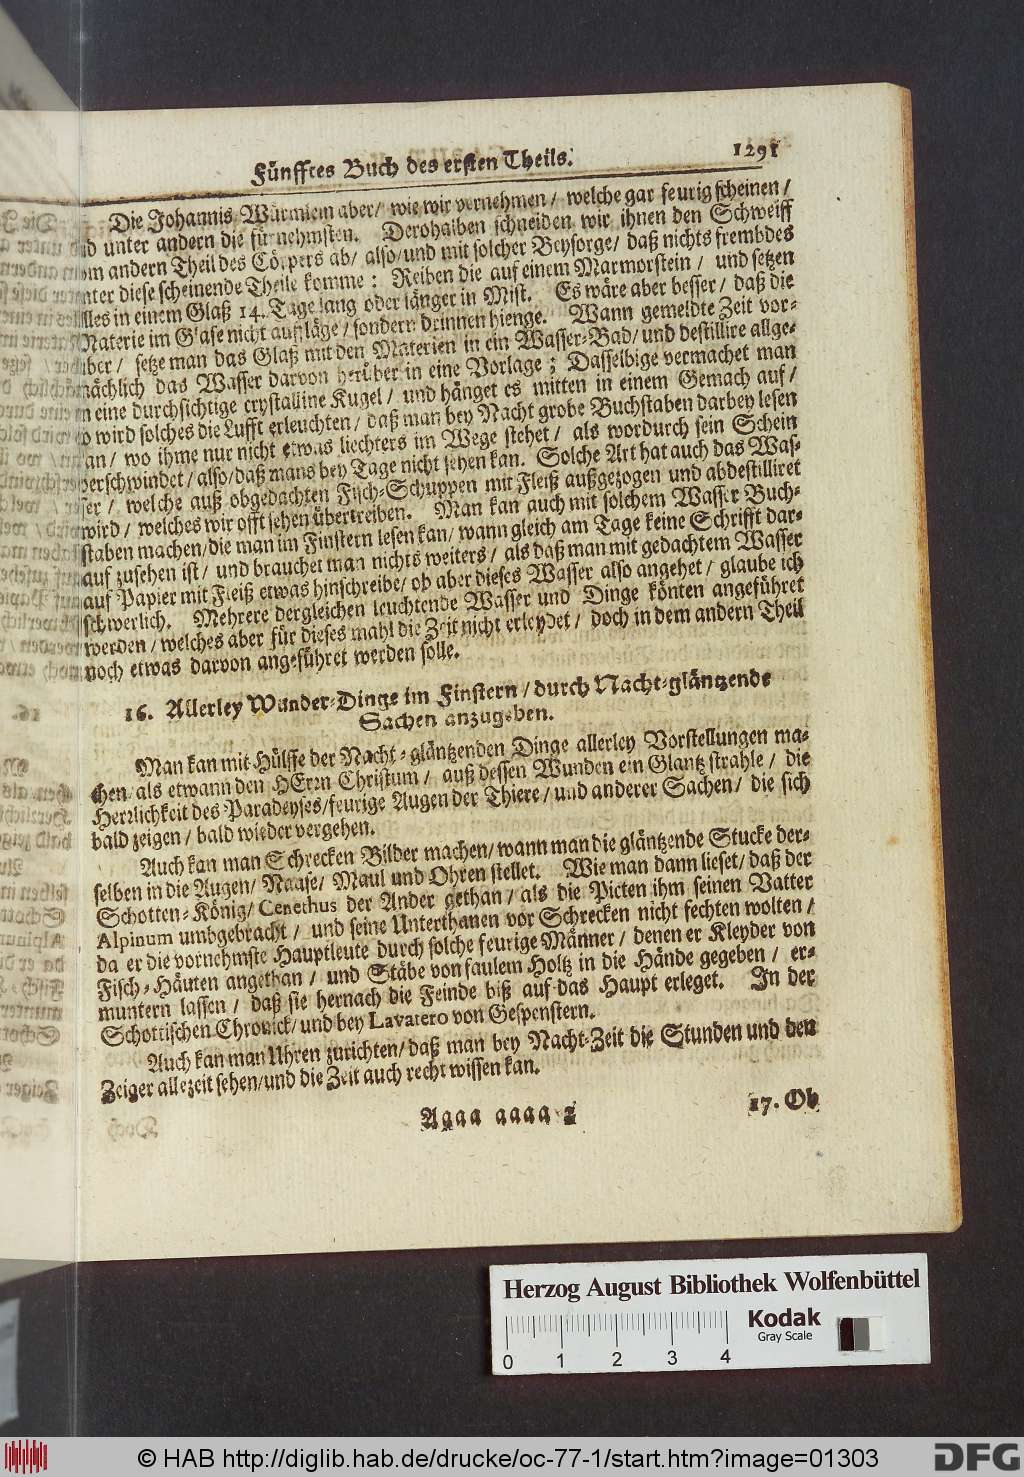 Fünfftes Buch des ersten Theils. 1291
Die Johannis Würmlem aber/ wie wir vernehmen/ welche gar feurig scheinen/
nd unter andern die fürnehmsten. Derohalben schneiden wir ihnen den Schweiff
om andern Theil des Cörpers ab/ also/und mit solcher Beysorge/ daß nichts frembdes
nter diese scheinende Theile komme: Reiben die auf einem Marmorstein/ und setzen
lles in einem Glaß 14. Tage lang oder länger in Mist. Es wäre aber besser/ daß die
Materie im Glase nicht auffläge/ sondern drinnen hienge. Wann gemeldte Zeit vor-
über/ setze man das Glaß mit den Materien in ein Wasser-Bad/und destillire allge-
mächlich das Wasser darvon herüber in eine Vorlage; Dasselbige vermachet man
n eine durchsichtige crystalline Kugel/ und hänget es mitten in einem Gemach auf/
o wird solches die Lufft erleuchten/ daß man bey Nacht grobe Buchstaben darbey lesen
an/ wo ihme nur nicht etwas liechters im Wege stehet/ als wordurch sein Schein
verschwindet/also/daß mans bey Tage nicht sehen kan. Solche Art hat auch das Was-
ser/ welche auß obgedachten Fisch-Schuppen mit Fleiß außgezogen und abdestilliret
wird/ welches wir offt sehen übertreiben. Man kan auch mit solchem Wasser Buch-
staben machen/die man im Finstern lesen kan/ wann gleich am Tage keine Schrifft dar-
auf zusehen ist/ und brauchet man nichts weiters/ als daß man mit gedachtem Wasser
auf Papier mit Fleiß etwas hinschreibe/ ob aber dieses Wasser also angehet/ glaube ich
schwerlich. Mehrere dergleichen leuchtende Wasser und Dinge könten angeführet
werden/welches aber für dieses mahl die Zeit nicht erleydet/ doch in dem andern Theil
noch etwas darvon angeführet werden solle.
16. Allerley Wunder-Dinge im Finstern/durch Nacht-gläntzende
Sachen anzugeben.
Man kan mit Hülffe der Nacht-gläntzenden Dinge allerley Vorstellungen ma-
chen/als etwann den HErrn Christum/ auß dessen Wunden ein Glantz strahle/ die
Herrlichkeit des Paradeyses/feurige Augen der Thiere/und anderer Sachen/ die sich
bald zeigen/bald wieder vergehen.
Auch kan man Schrecken Bilder machen/wann man die gläntzende Stucke der-
selben in die Augen/ Naase/ Maul und Ohren stellet. Wie man dann lieset/ daß der
Schotten-König/ Cenethus der Ander gethan/ als die Picten ihm seinen Vatter
Alpinum umbgebracht/ und seine Unterthanen vor Schrecken nicht fechten wolten/
da er die vornehmste Hauptleute durch solche feurige Männer/ denen er Kleyder von
Fisch-Häuten angethan/ und Stäbe von faulem Holtz in die Hände gegeben/ er-
muntern lassen/ daß sie hernach die Feinde biß auf das Haupt erleget. In der
Schottischen Chronick/und bey Lavatero von Gespenstern.
Auch kan man Uhren zurichten/daß man bey Nacht-Zeit die Stunden und den
Zeiger allezeit sehen/und die Zeit auch recht wissen kan.
Aaaa aaaa 2 17. Ob
Herzog August Bibliothek Wolfenbüttel
Kodak
Gray Scale
0 1 2 3 4
© HAB http://diglib.hab.de/drucke/oc-77-1/start.htm?image=01303
DFG